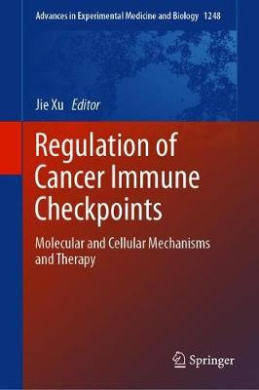 Advances in Experimental Medicine and Biology 1248
Jie Xu Editor
Regulation of
Cancer Immune
Checkpoints
Molecular and Cellular Mechanisms
and Therapy
Springer